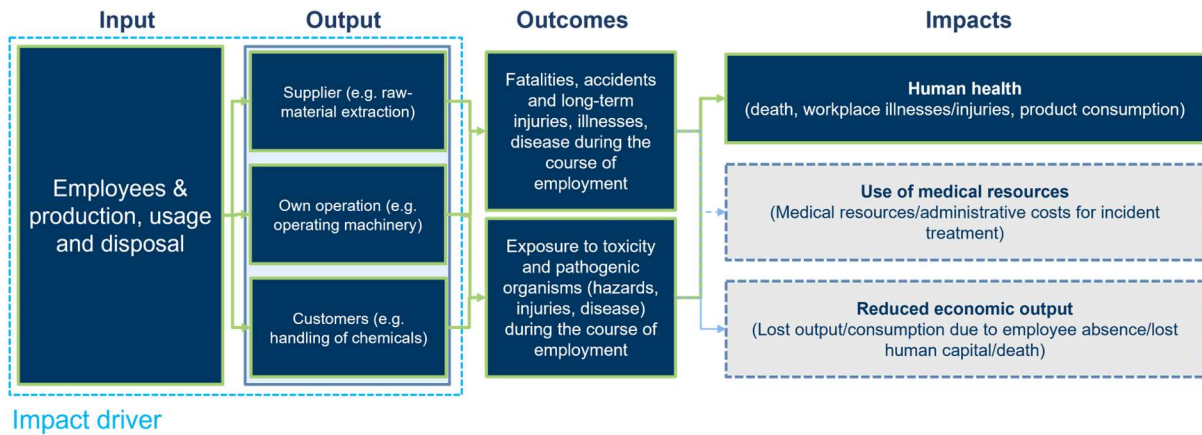 Input
Output
Outcomes
Impacts
Employees &
production, usage
and disposal
Supplier (e.g. raw-
material extraction)
Own operation (e.g.
operating machinery)
Customers (e.g.
handling of chemicals)
Fatalities, accidents
and long-term
injuries, illnesses,
disease during the
course of
employment
Exposure to toxicity
and pathogenic
organisms (hazards,
injuries, disease)
during the course of
employment
Human health
(death, workplace illnesses/injuries, product consumption)
Use of medical resources
(Medical resources/administrative costs for incident
treatment)
Reduced economic output
(Lost output/consumption due to employee absence/lost
human capital/death)
Impact driver